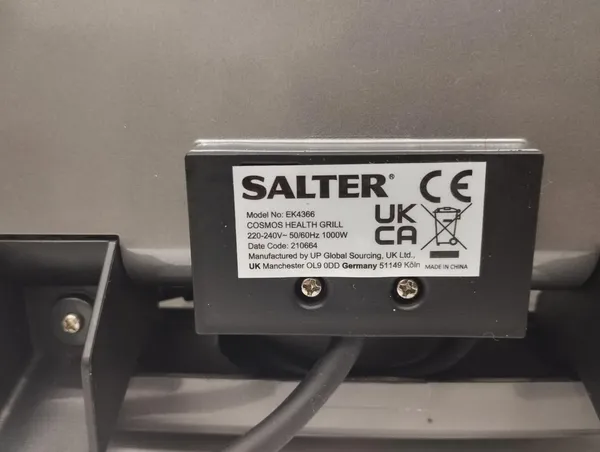 SALTER®
CE
Model No: EK4366
COSMOS HEALTH GRILL
UK
CA
220-240V~ 50/60Hz 1000W
Date Code: 210664
Manufactured by UP Global Sourcing, UK Ltd.,
UK Manchester OL9 0DD Germany 51149 Köln
MADE IN CHINA